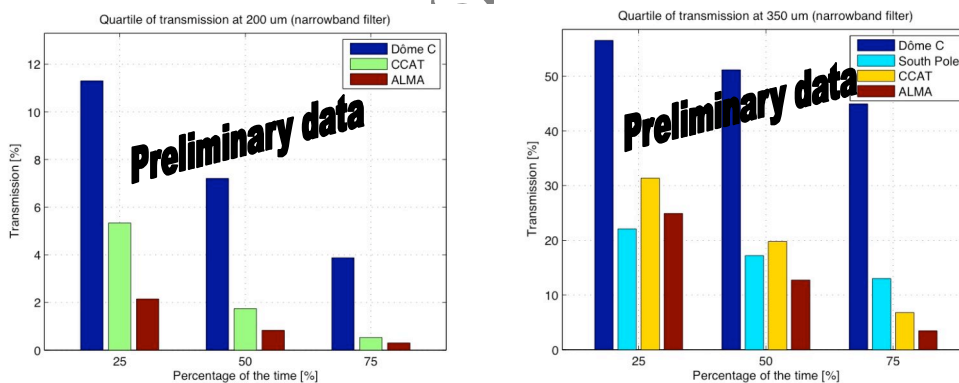 Quartile of transmission at 200 um (narrowband filter)
Transmission [%]
12
10
8
6
4
2
0
Dôme C
CCAT
ALMA
Preliminary data
25 50 75
Percentage of the time [%]
Quartile of transmission at 350 um (narrowband filter)
Transmission [%]
50
40
30
20
10
0
Dôme C
South Pole
CCAT
ALMA
Preliminary data
25 50 75
Percentage of the time [%]